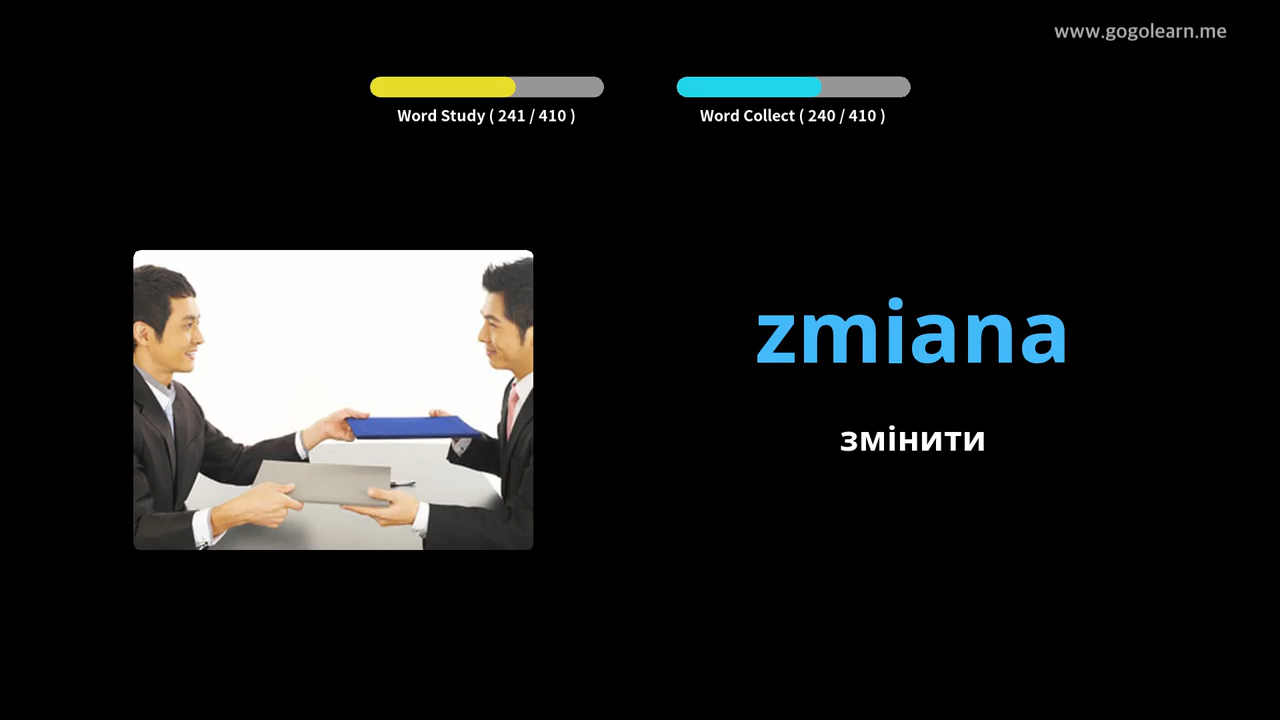 www.gogolearn.me
Word Study ( 241 / 410 )
Word Collect ( 240 / 410 )
zmiana
змінити